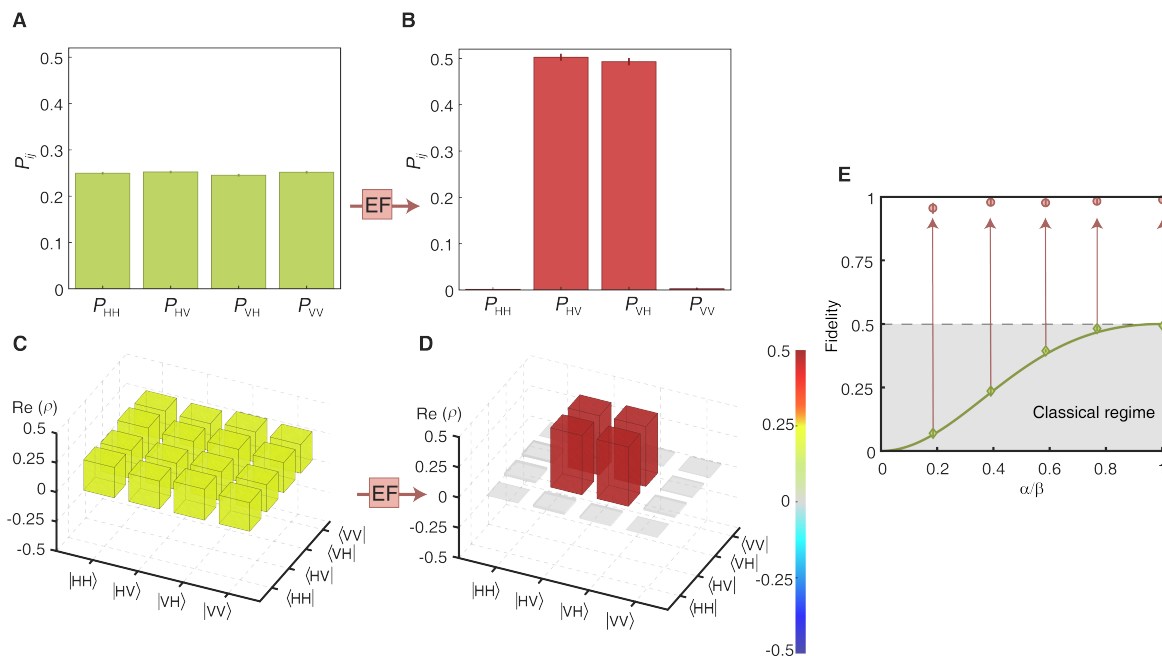 A
0.5
0.4
0.3
0.2
0.1
0
P_ij
P_HH P_HV P_VH P_VV
EF
B
0.5
0.4
0.3
0.2
0.1
0
P_ij
P_HH P_HV P_VH P_VV
C
Re (ρ)
0.5
0.25
0
-0.25
-0.5
|HH⟩
|HV⟩
|VH⟩
|VV⟩
⟨VV|
⟨VH|
⟨HV|
⟨HH|
EF
D
Re (ρ)
0.5
0.25
0
-0.25
-0.5
|HH⟩
|HV⟩
|VH⟩
|VV⟩
⟨VV|
⟨VH|
⟨HV|
⟨HH|
0.5
0.25
0
-0.25
-0.5
E
1
0.75
0.5
0.25
0
Fidelity
Classical regime
0 0.2 0.4 0.6 0.8 1
α/β